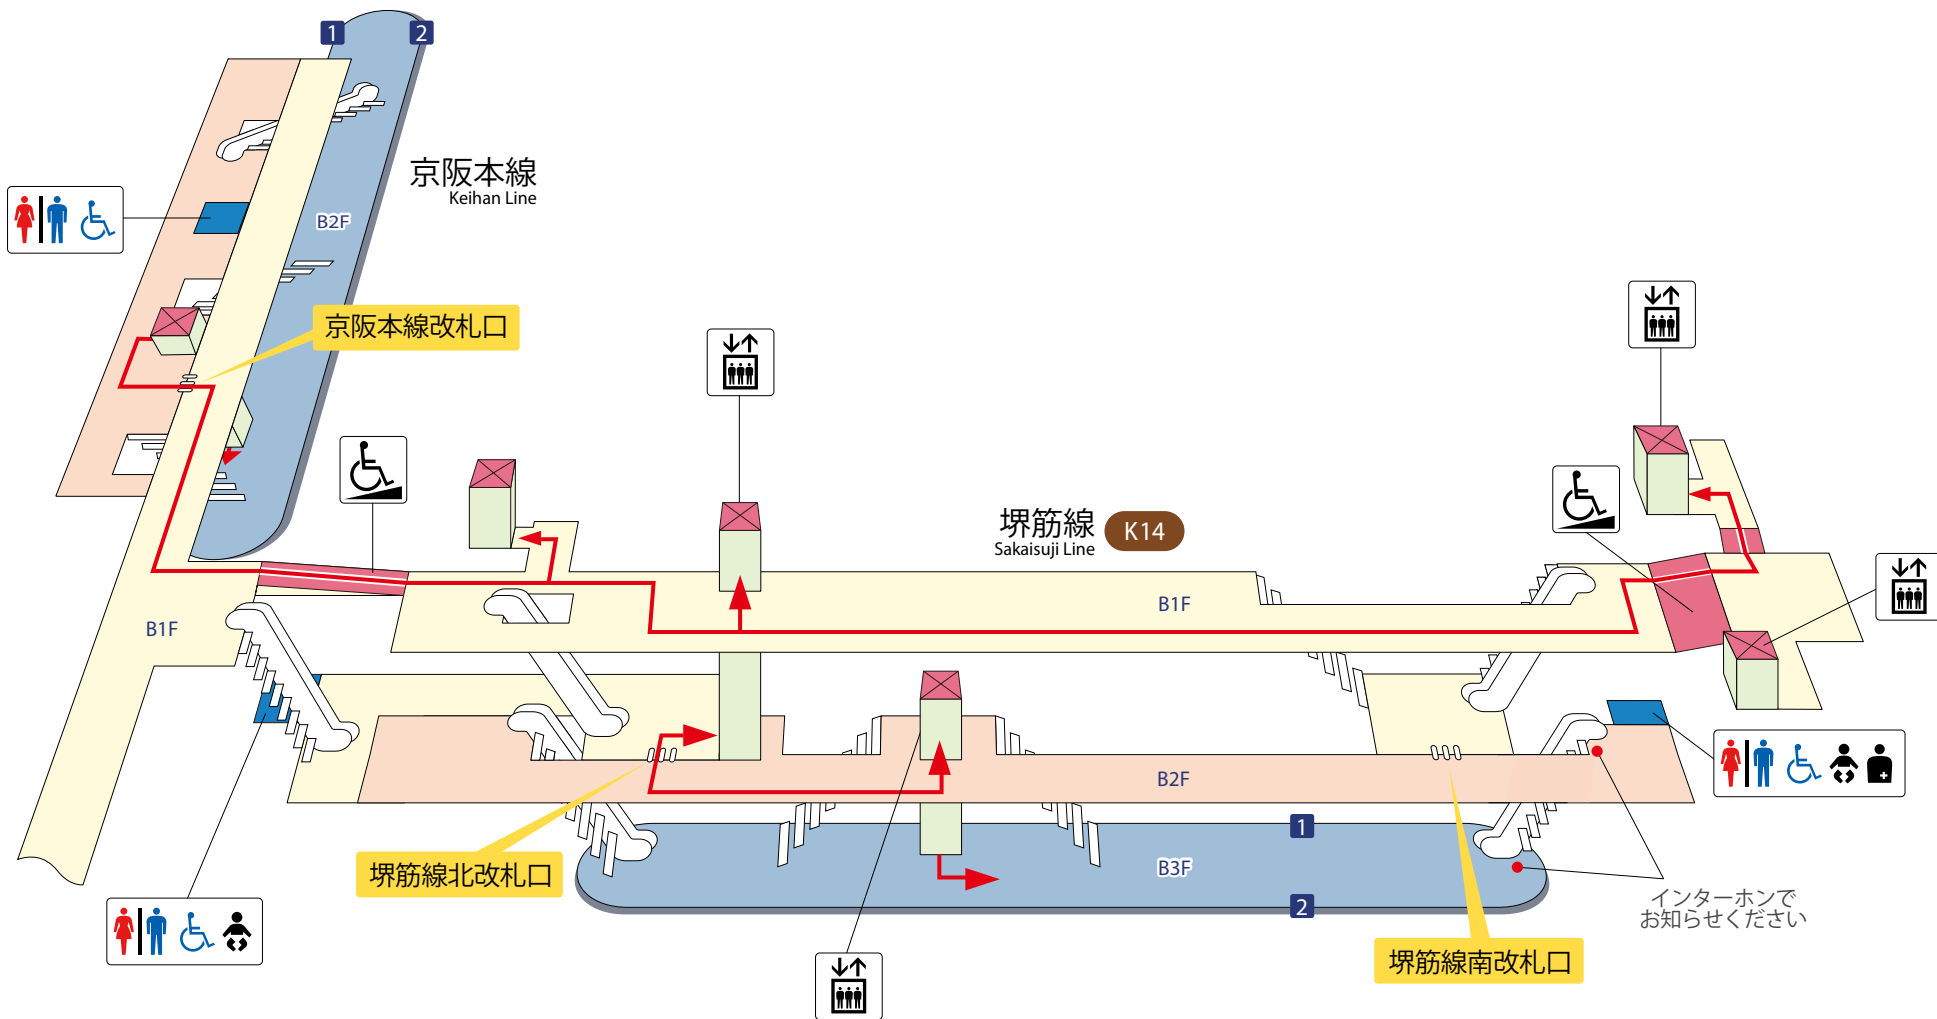 1
2
京阪本線
Keihan Line
B2F
京阪本線改札口
堺筋線
Sakaisuji Line
K14
B1F
B1F
B2F
1
堺筋線北改札口
B3F
2
インターホンで
お知らせください
堺筋線南改札口